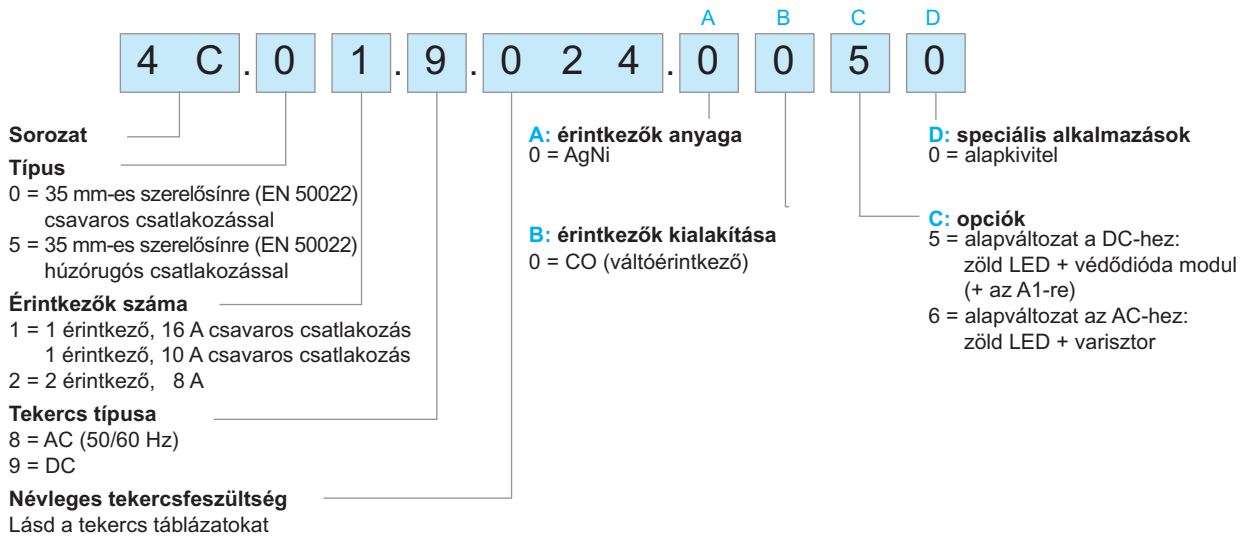 A B C D
4 C . 0 1 . 9 . 0 2 4 . 0 0 5 0
Sorozat
Típus
0 = 35 mm-es szerelősínre (EN 50022)
csavaros csatlakozással
5 = 35 mm-es szerelősínre (EN 50022)
húzórugós csatlakozással
Érintkezők száma
1 = 1 érintkező, 16 A csavaros csatlakozás
1 érintkező, 10 A csavaros csatlakozás
2 = 2 érintkező, 8 A
Tekercs típusa
8 = AC (50/60 Hz)
9 = DC
Névleges tekercsfeszültség
Lásd a tekercs táblázatokat
A: érintkezők anyaga
0 = AgNi
B: érintkezők kialakítása
0 = CO (váltóérintkező)
D: speciális alkalmazások
0 = alapkivitel
C: opciók
5 = alapváltozat a DC-hez:
zöld LED + védődióda modul
(+ az A1-re)
6 = alapváltozat az AC-hez:
zöld LED + varisztor